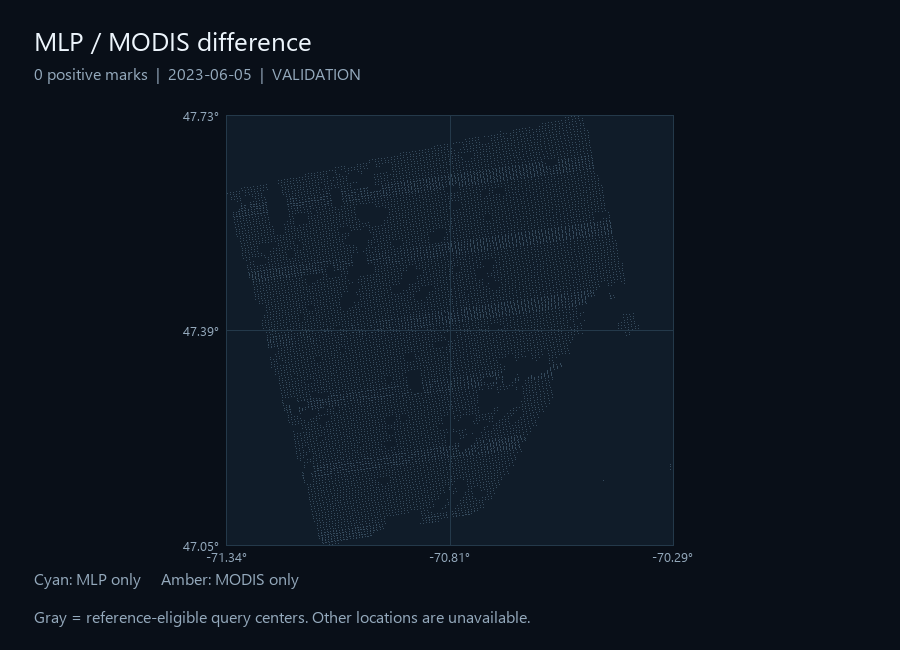 MLP / MODIS difference
0 positive marks | 2023-06-05 | VALIDATION
47.73°
47.39°
47.05°
-71.34° -70.81° -70.29°
Cyan: MLP only Amber: MODIS only
Gray = reference-eligible query centers. Other locations are unavailable.